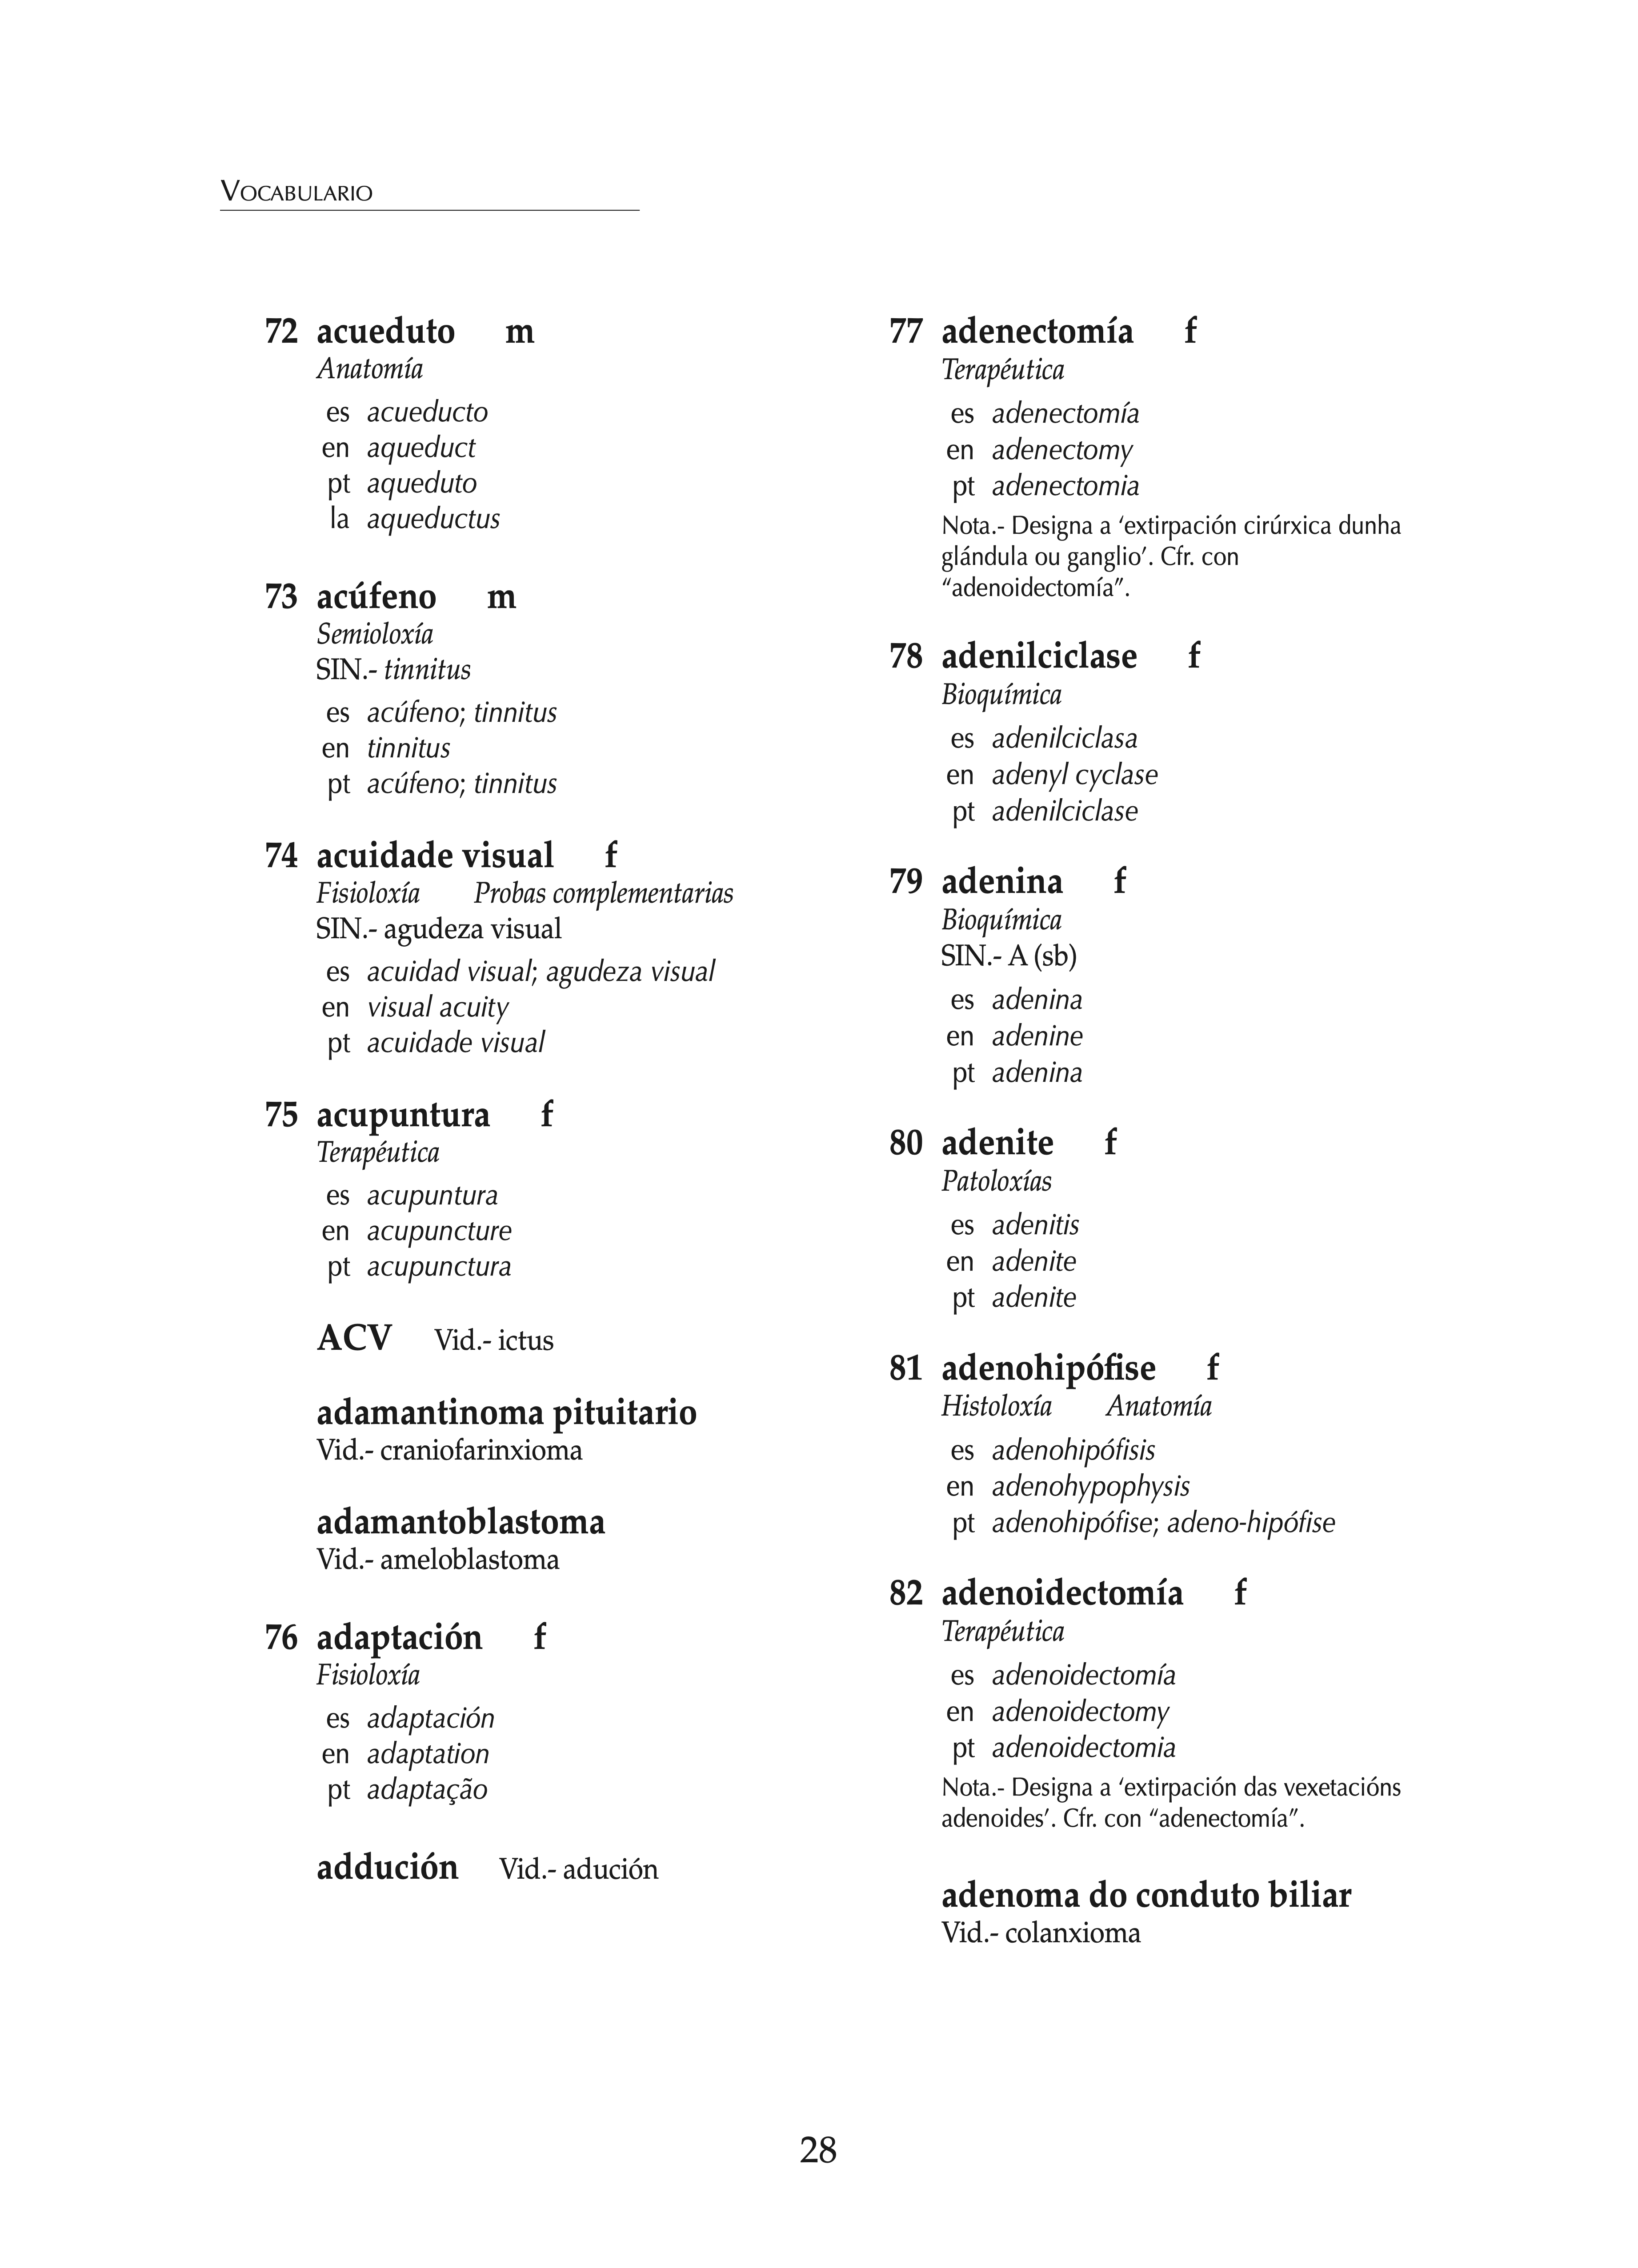 VOCABULARIO
72 acueduto m
Anatomía
es acueducto
en aqueduct
pt aqueduto
la aqueductus
73 acúfeno m
Semioloxía
SIN.- tinnitus
es acúfeno; tinnitus
en tinnitus
pt acúfeno; tinnitus
74 acuidade visual f
Fisioloxía Probas complementarias
SIN.- agudeza visual
es acuidad visual; agudeza visual
en visual acuity
pt acuidade visual
75 acupuntura f
Terapéutica
es acupuntura
en acupuncture
pt acupunctura
ACV Vid.- ictus
adamantinoma pituitario
Vid.- craniofarinxioma
adamantoblastoma
Vid.- ameloblastoma
76 adaptación f
Fisioloxía
es adaptación
en adaptation
pt adaptação
addución Vid.- adución
77 adenectomía f
Terapéutica
es adenectomía
en adenectomy
pt adenectomia
Nota.- Designa a ‘extirpación cirúrxica dunha
glándula ou ganglio’. Cfr. con
“adenoidectomía”.
78 adenilciclase f
Bioquímica
es adenilciclasa
en adenyl cyclase
pt adenilciclase
79 adenina f
Bioquímica
SIN.- A (sb)
es adenina
en adenine
pt adenina
80 adenite f
Patoloxías
es adenitis
en adenite
pt adenite
81 adenohipófise f
Histoloxía Anatomía
es adenohipófisis
en adenohypophysis
pt adenohipófise; adeno-hipófise
82 adenoidectomía f
Terapéutica
es adenoidectomía
en adenoidectomy
pt adenoidectomia
Nota.- Designa a ‘extirpación das vexetacións
adenoides’. Cfr. con “adenectomía”.
adenoma do conduto biliar
Vid.- colanxioma
28